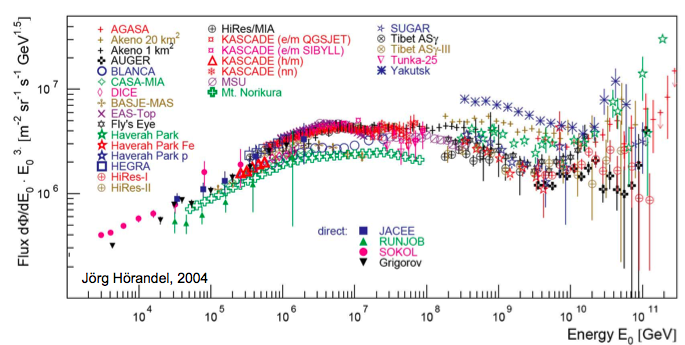 Flux dΦ/dE₀ · E₀ ³. [m⁻² sr⁻¹ s⁻¹ GeV¹·⁵]
10⁷
10⁶
AGASA
Akeno 20 km²
Akeno 1 km²
AUGER
BLANCA
CASA-MIA
DICE
BASJE-MAS
EAS-Top
Fly's Eye
Haverah Park
Haverah Park Fe
Haverah Park p
HEGRA
HiRes-I
HiRes-II
HiRes/MIA
KASCADE (e/m QGSJET)
KASCADE (e/m SIBYLL)
KASCADE (h/m)
KASCADE (nn)
MSU
Mt. Norikura
SUGAR
Tibet ASγ
Tibet ASγ-III
Tunka-25
Yakutsk
direct: JACEE
RUNJOB
SOKOL
Grigorov
Jörg Hörandel, 2004
10⁴ 10⁵ 10⁶ 10⁷ 10⁸ 10⁹ 10¹⁰ 10¹¹
Energy E₀ [GeV]